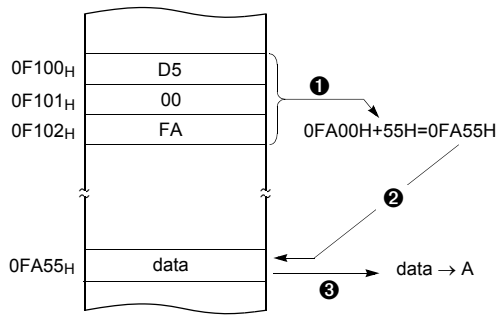 0F100H D5
0F101H 00
0F102H FA
❶
0FA00H+55H=0FA55H
❷
0FA55H data
❸
data → A